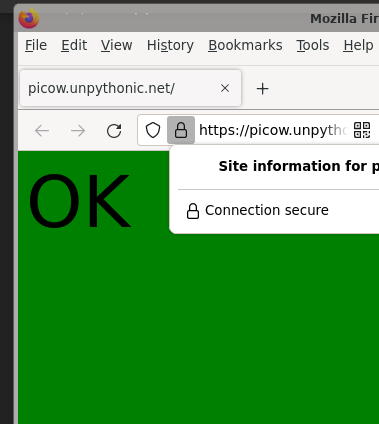 Mozilla Fir
File Edit View History Bookmarks Tools Help
picow.unpythonic.net/
https://picow.unpytho
Site information for p
Connection secure
OK